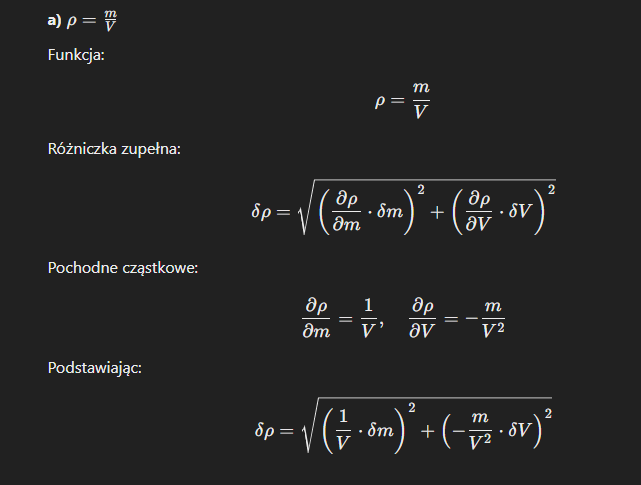 a) ρ = m/V
Funkcja:
ρ = m/V
Różniczka zupełna:
δρ = √((∂ρ/∂m · δm)² + (∂ρ/∂V · δV)²)
Pochodne cząstkowe:
∂ρ/∂m = 1/V, ∂ρ/∂V = −m/V²
Podstawiając:
δρ = √((1/V · δm)² + (−m/V² · δV)²)